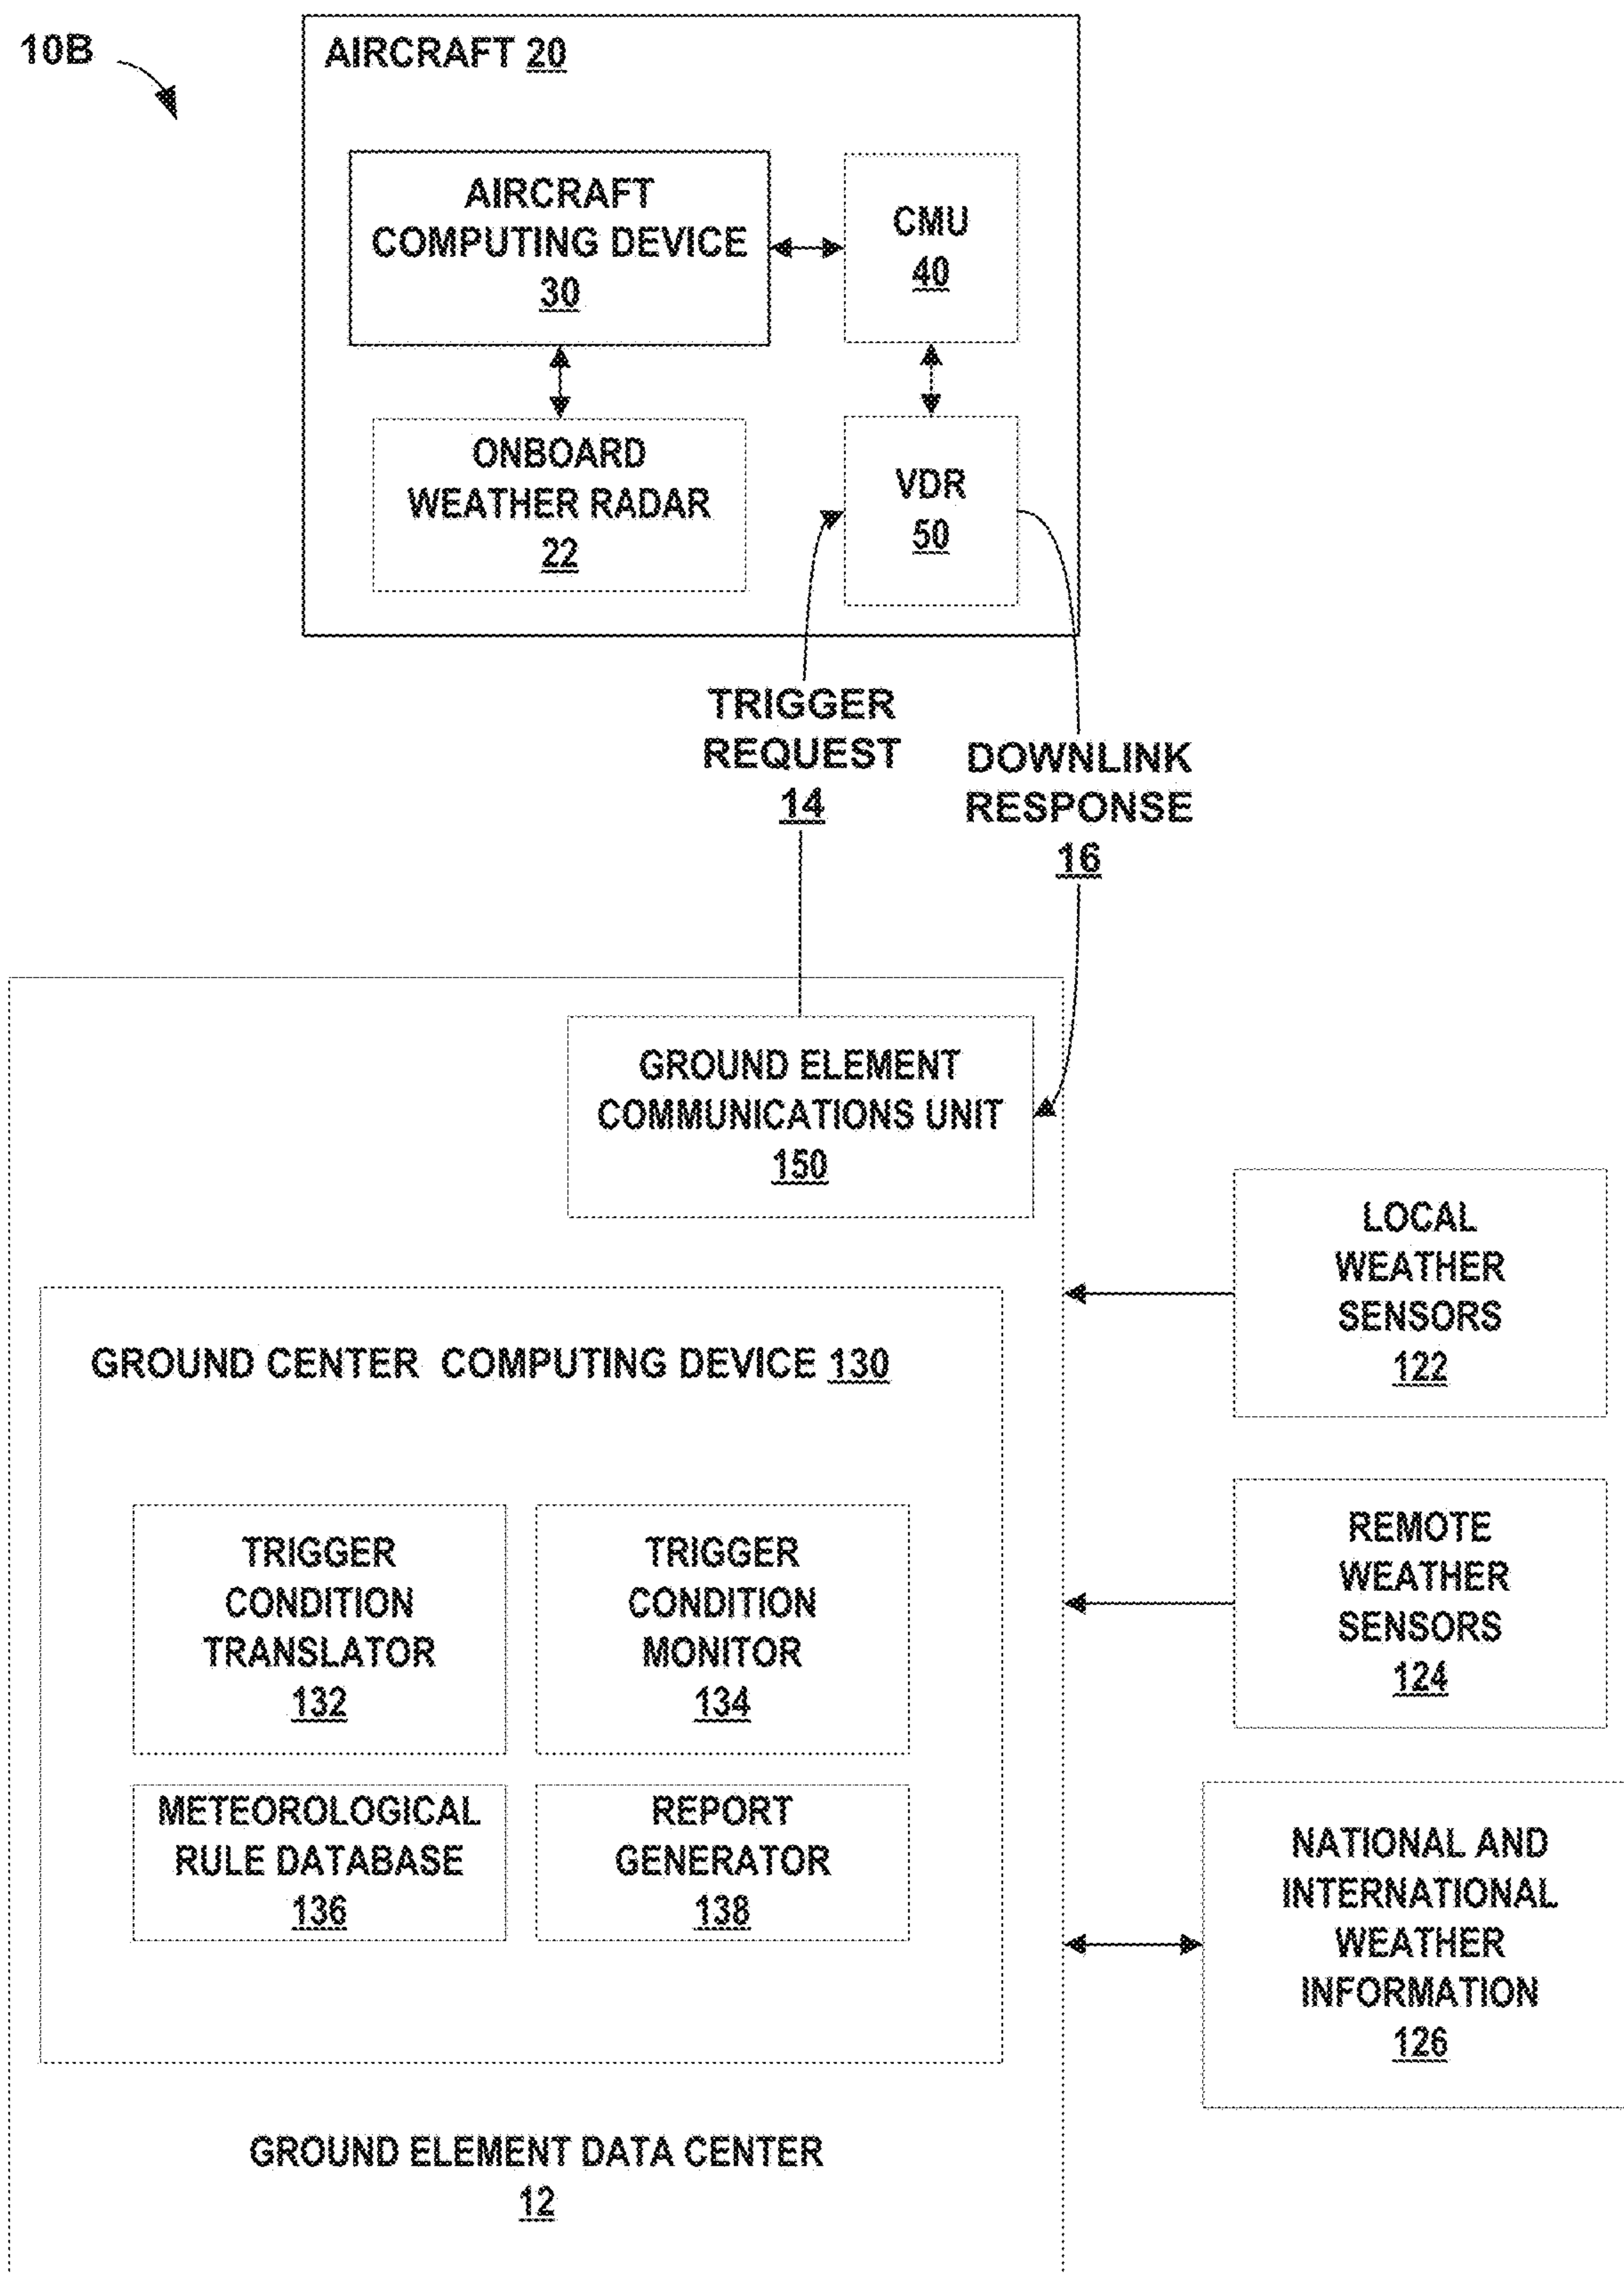 10B
AIRCRAFT 20
AIRCRAFT
COMPUTING DEVICE
30
CMU
40
ONBOARD
WEATHER RADAR
22
VDR
50
TRIGGER
REQUEST
14
DOWNLINK
RESPONSE
16
GROUND ELEMENT
COMMUNICATIONS UNIT
150
LOCAL
WEATHER
SENSORS
122
GROUND CENTER COMPUTING DEVICE 130
REMOTE
WEATHER
SENSORS
124
TRIGGER
CONDITION
TRANSLATOR
132
TRIGGER
CONDITION
MONITOR
134
METEOROLOGICAL
RULE DATABASE
136
REPORT
GENERATOR
138
NATIONAL AND
INTERNATIONAL
WEATHER
INFORMATION
126
GROUND ELEMENT DATA CENTER
12